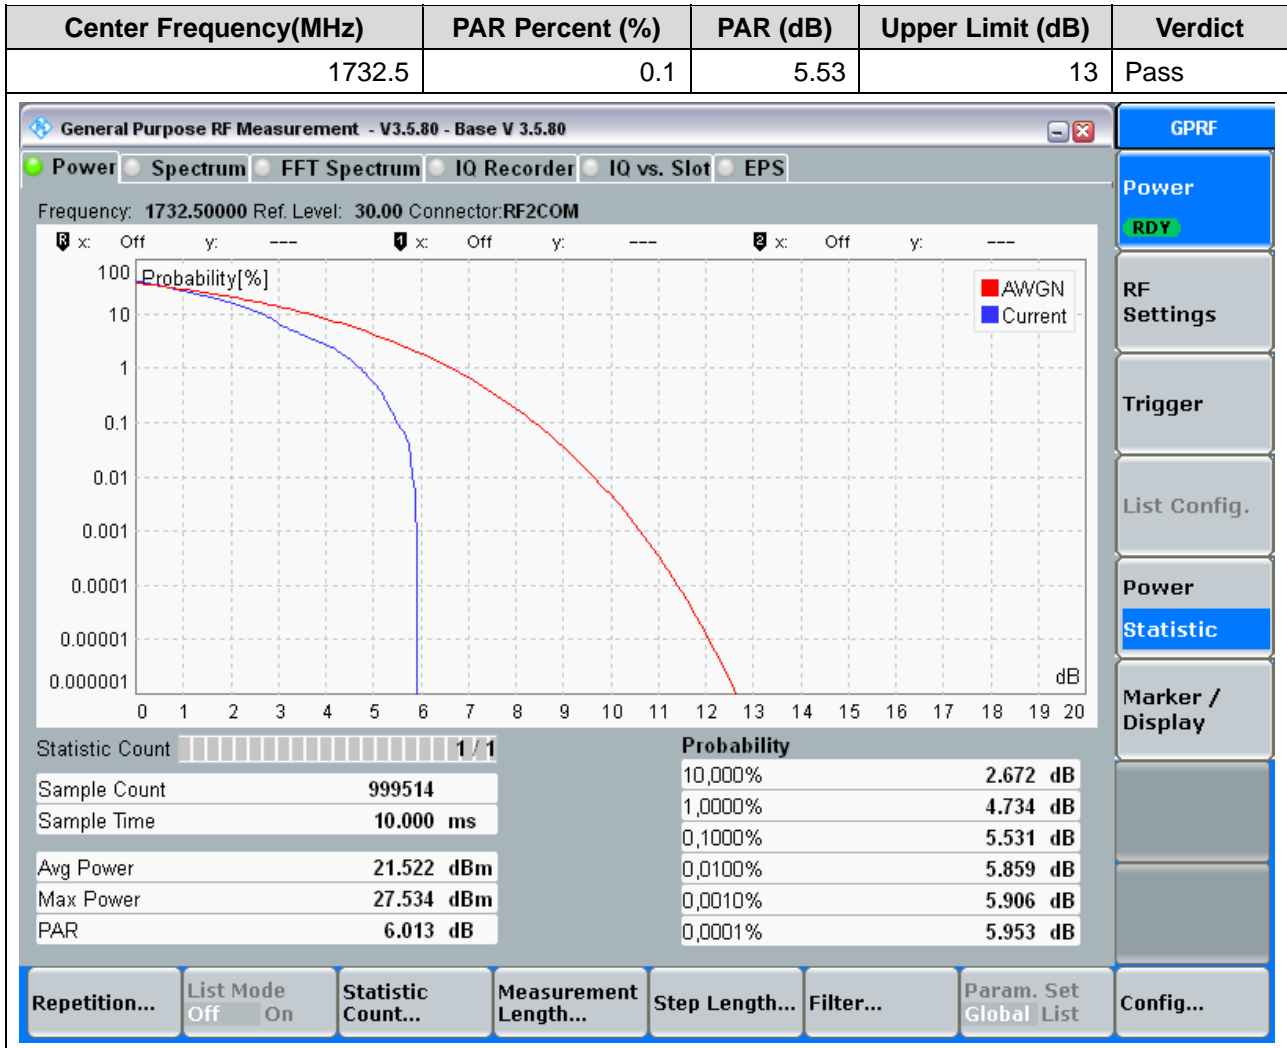 Center Frequency(MHz) PAR Percent (%) PAR (dB) Upper Limit (dB) Verdict
1732.5 0.1 5.53 13 Pass
General Purpose RF Measurement - V3.5.80 - Base V 3.5.80
GPRF
Power Spectrum FFT Spectrum IQ Recorder IQ vs. Slot EPS
Power
RDY
Frequency: 1732.50000 Ref. Level: 30.00 Connector:RF2COM
R x: Off y: --- 1 x: Off y: --- 2 x: Off y: ---
Probability[%]
100
10
1
0.1
0.01
0.001
0.0001
0.00001
0.000001
AWGN
Current
dB
0 1 2 3 4 5 6 7 8 9 10 11 12 13 14 15 16 17 18 19 20
RF
Settings
Trigger
List Config.
Power
Statistic
Marker /
Display
Statistic Count 1 / 1
Sample Count 999514
Sample Time 10.000 ms
Avg Power 21.522 dBm
Max Power 27.534 dBm
PAR 6.013 dB
Probability
10,000% 2.672 dB
1,0000% 4.734 dB
0,1000% 5.531 dB
0,0100% 5.859 dB
0,0010% 5.906 dB
0,0001% 5.953 dB
Repetition...
List Mode
Off On
Statistic
Count...
Measurement
Length...
Step Length...
Filter...
Param. Set
Global List
Config...